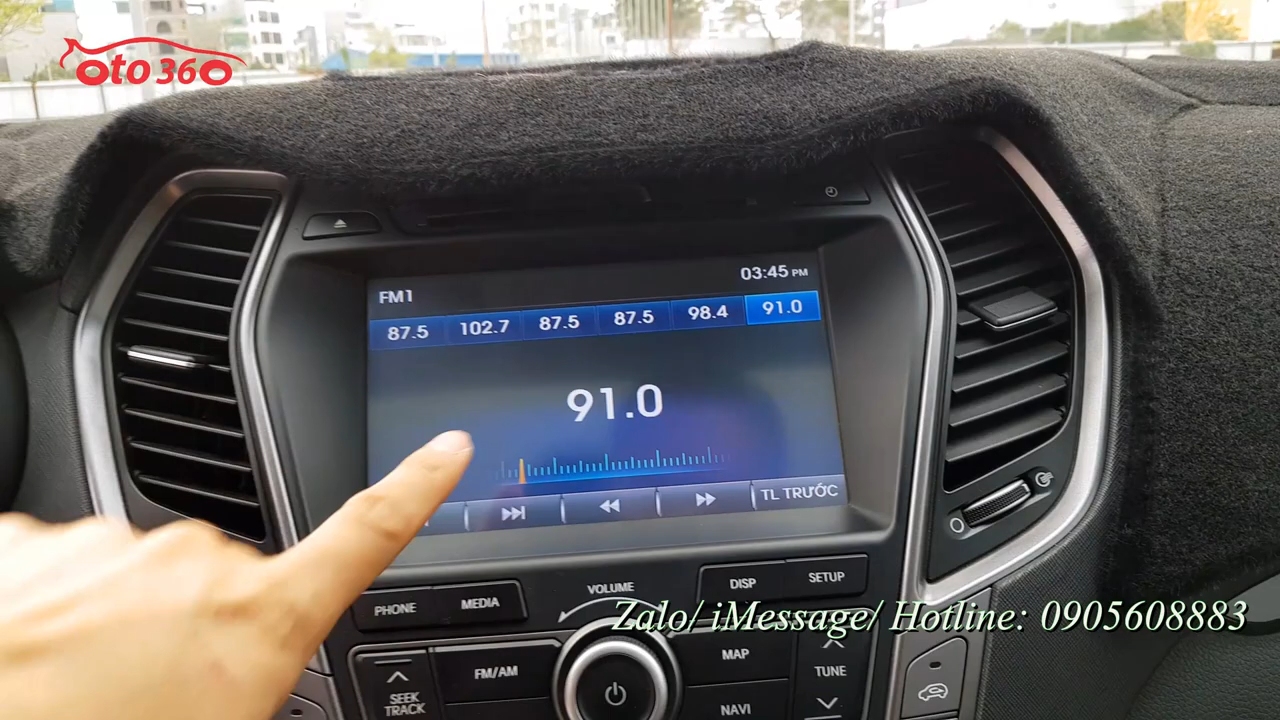 oto360
03:45 PM
FM1
87.5 102.7 87.5 87.5 98.4 91.0
91.0
TL TRƯỚC
PHONE MEDIA VOLUME DISP SETUP
Zalo/ iMessage/ Hotline: 0905608883
FM/AM MAP TUNE
SEEK
TRACK
NAVI